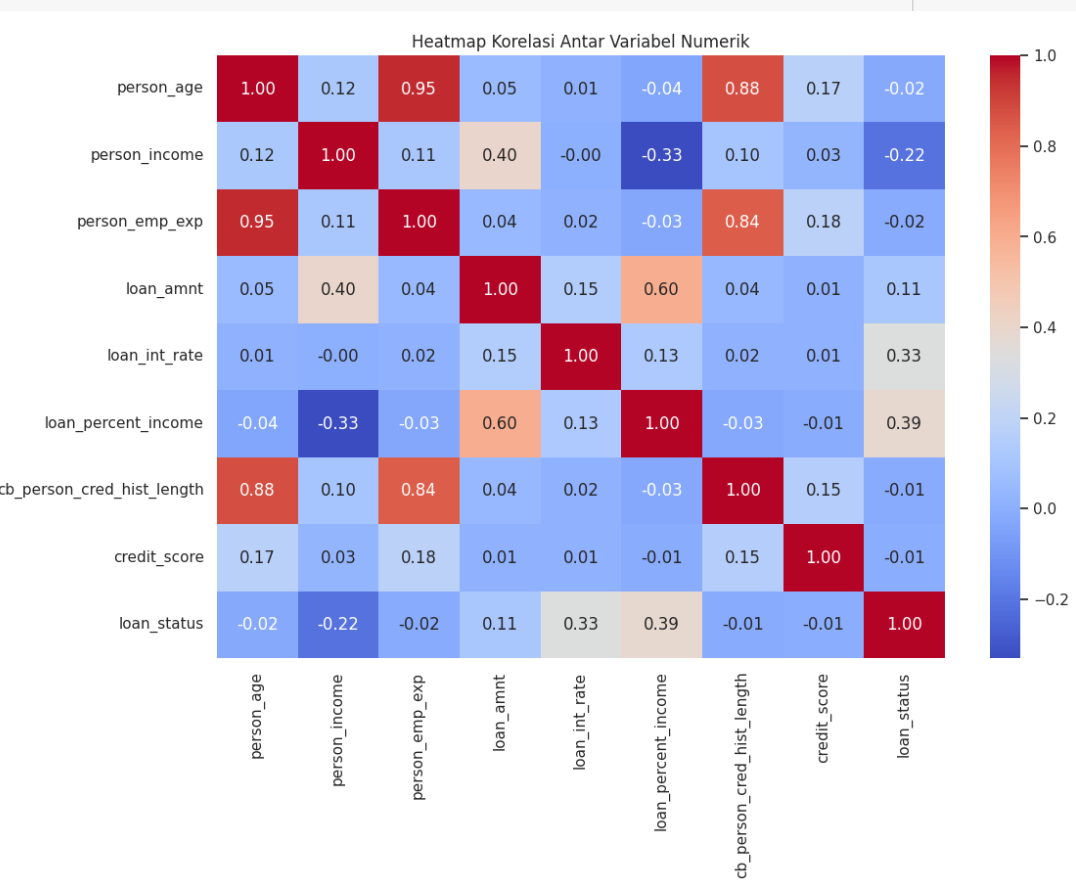 Heatmap Korelasi Antar Variabel Numerik
person_age 1.00 0.12 0.95 0.05 0.01 -0.04 0.88 0.17 -0.02
person_income 0.12 1.00 0.11 0.40 -0.00 -0.33 0.10 0.03 -0.22
person_emp_exp 0.95 0.11 1.00 0.04 0.02 -0.03 0.84 0.18 -0.02
loan_amnt 0.05 0.40 0.04 1.00 0.15 0.60 0.04 0.01 0.11
loan_int_rate 0.01 -0.00 0.02 0.15 1.00 0.13 0.02 0.01 0.33
loan_percent_income -0.04 -0.33 -0.03 0.60 0.13 1.00 -0.03 -0.01 0.39
cb_person_cred_hist_length 0.88 0.10 0.84 0.04 0.02 -0.03 1.00 0.15 -0.01
credit_score 0.17 0.03 0.18 0.01 0.01 -0.01 0.15 1.00 -0.01
loan_status -0.02 -0.22 -0.02 0.11 0.33 0.39 -0.01 -0.01 1.00
person_age
person_income
person_emp_exp
loan_amnt
loan_int_rate
loan_percent_income
cb_person_cred_hist_length
credit_score
loan_status
1.0
0.8
0.6
0.4
0.2
0.0
−0.2